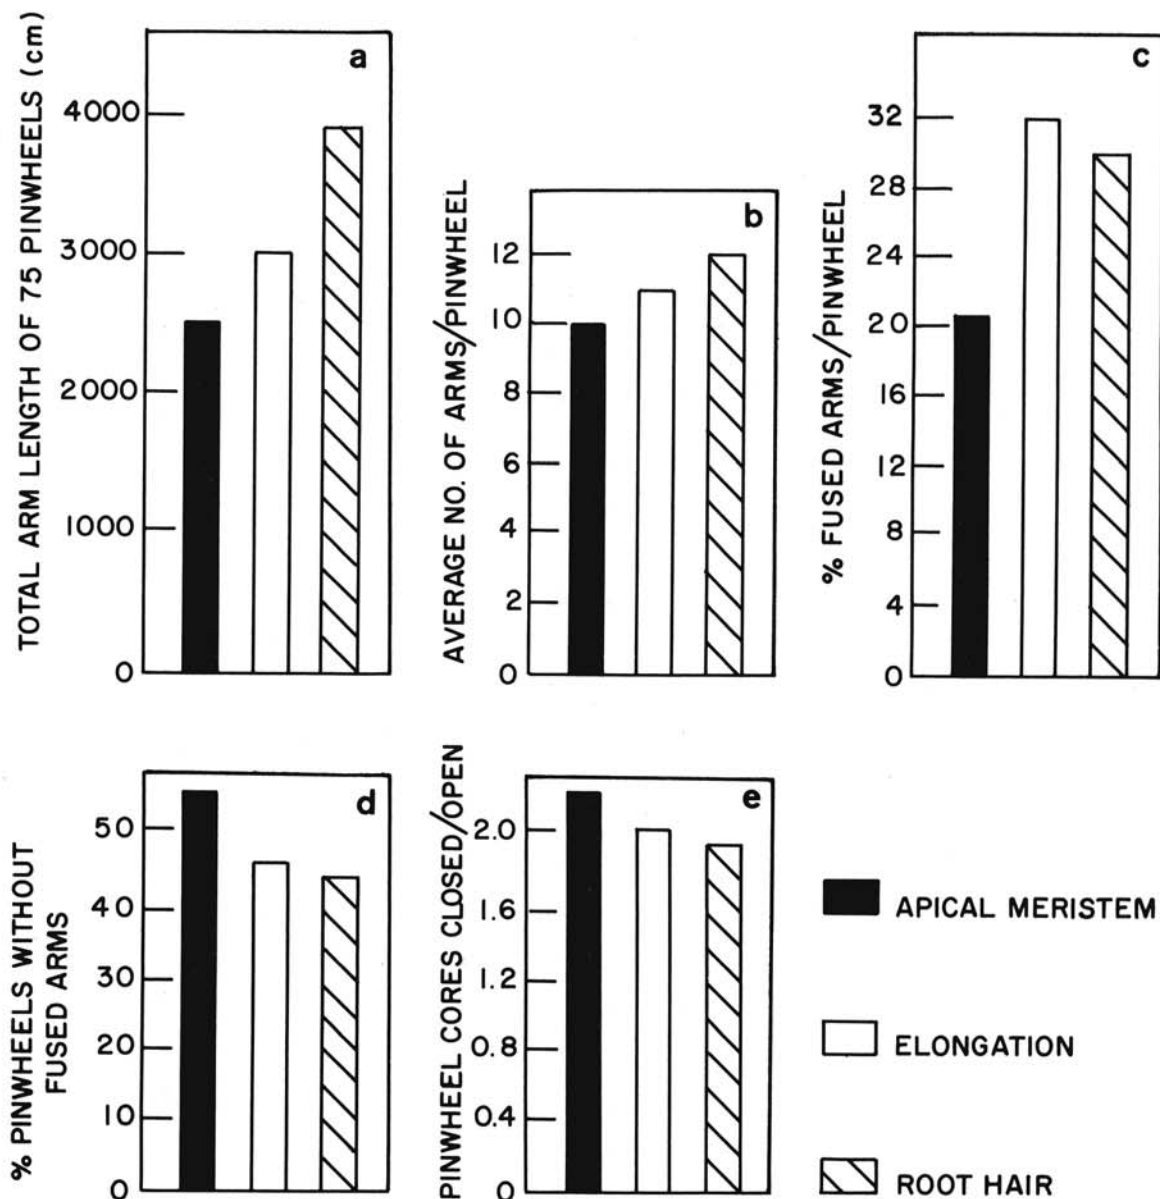 TOTAL ARM LENGTH OF 75 PINWHEELS (cm)
a
4000
3000
2000
1000
0
AVERAGE NO. OF ARMS/PINWHEEL
b
12
10
8
6
4
2
0
% FUSED ARMS/PINWHEEL
c
32
28
24
20
16
12
8
4
0
% PINWHEELS WITHOUT
FUSED ARMS
d
50
40
30
20
10
0
PINWHEEL CORES CLOSED/OPEN
e
2.0
1.6
1.2
0.8
0.4
0
APICAL MERISTEM
ELONGATION
ROOT HAIR